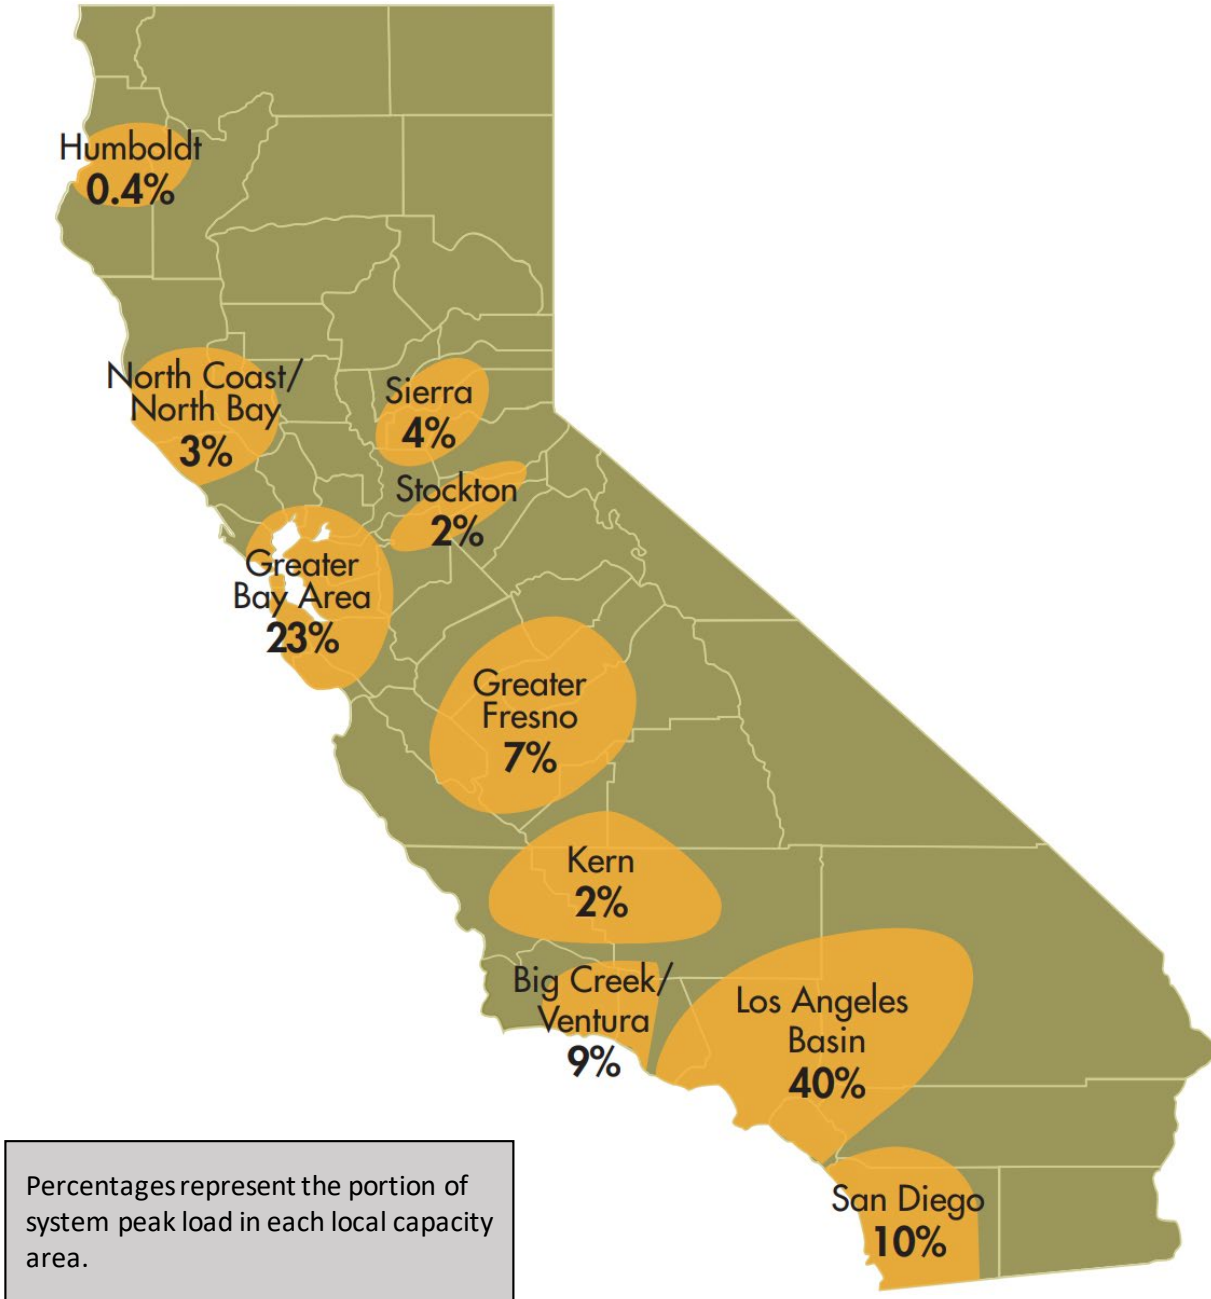 Humboldt
0.4%
North Coast/
North Bay
3%
Sierra
4%
Stockton
2%
Greater
Bay Area
23%
Greater
Fresno
7%
Kern
2%
Big Creek/
Ventura
9%
Los Angeles
Basin
40%
San Diego
10%
Percentages represent the portion of
system peak load in each local capacity
area.